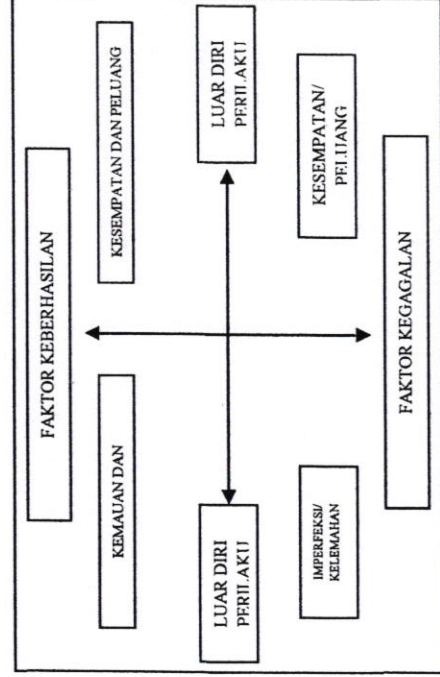 FAKTOR KEBERHASILAN
KEMAUAN DAN
KESEMPATAN DAN PELUANG
LUAR DIRI
PERILAKU
LUAR DIRI
PERILAKU
IMPERFEKSI/
KELEMAHAN
KESEMPATAN/
PELUANG
FAKTOR KEGAGALAN